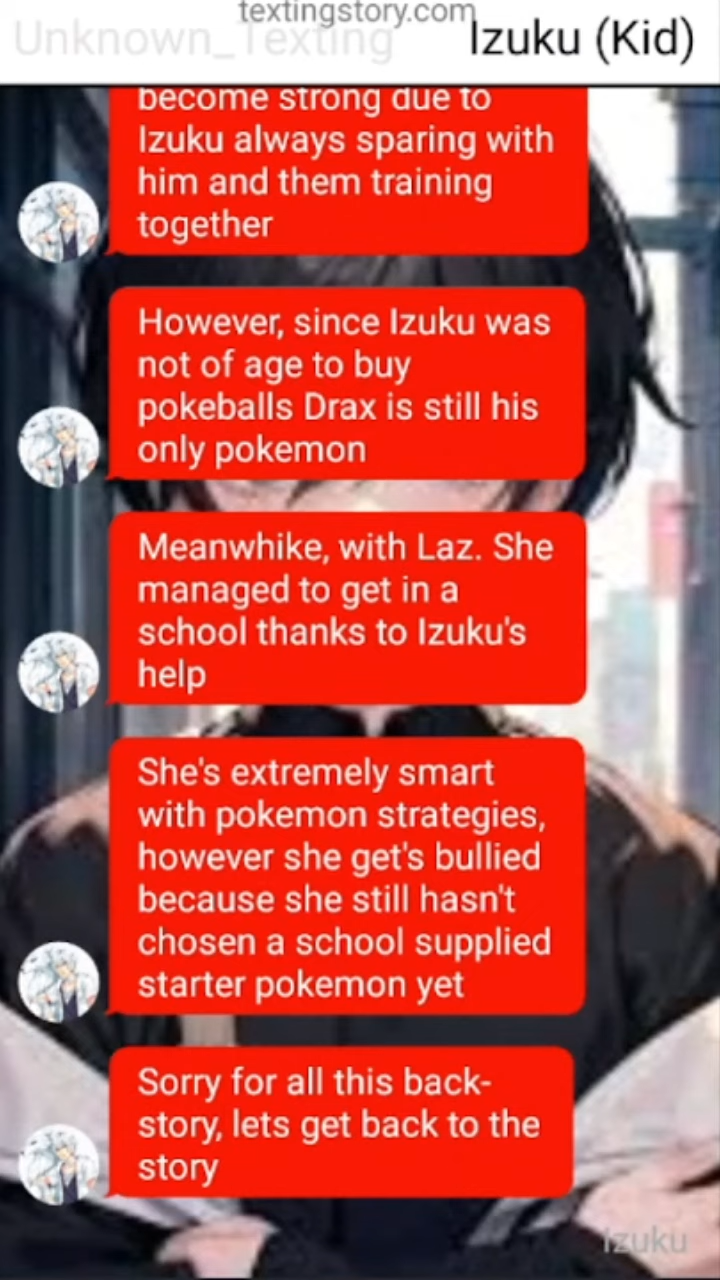 textingstory.com
Unknown_Texting
Izuku (Kid)
become strong due to
Izuku always sparing with
him and them training
together
However, since Izuku was
not of age to buy
pokeballs Drax is still his
only pokemon
Meanwhike, with Laz. She
managed to get in a
school thanks to Izuku's
help
She's extremely smart
with pokemon strategies,
however she get's bullied
because she still hasn't
chosen a school supplied
starter pokemon yet
Sorry for all this back-
story, lets get back to the
story
Izuku